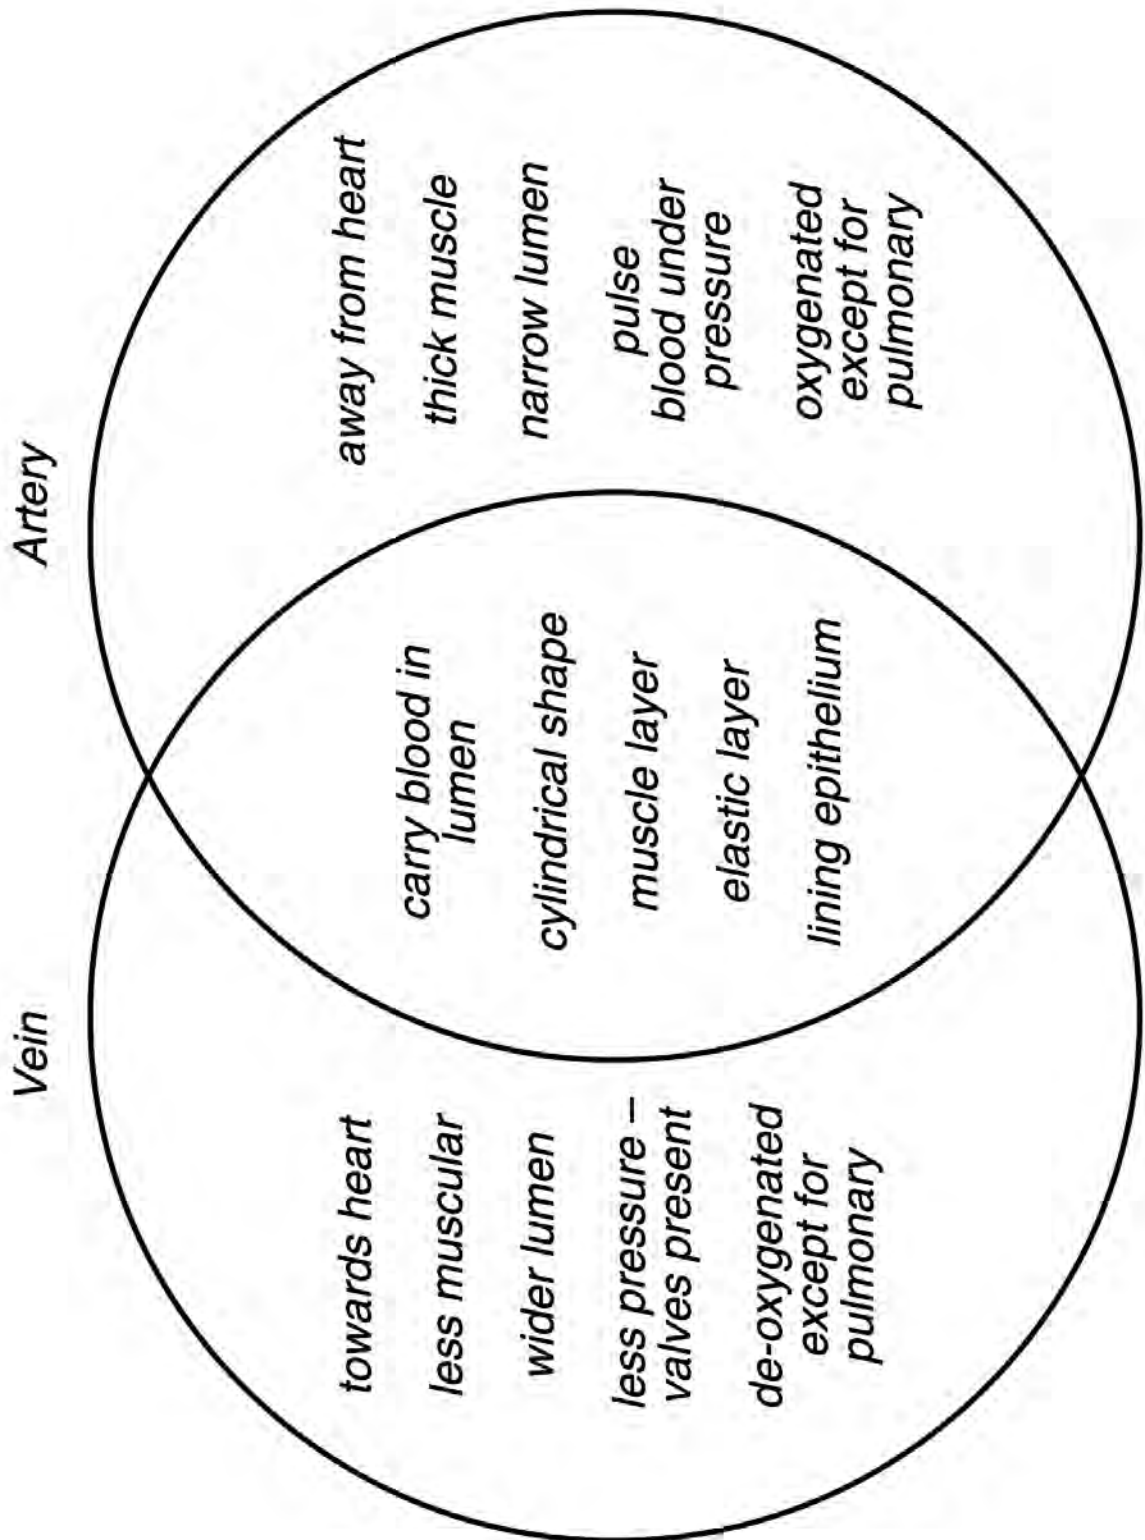 Vein
Artery
towards heart
less muscular
wider lumen
less pressure –
valves present
de-oxygenated
except for
pulmonary
carry blood in
lumen
cylindrical shape
muscle layer
elastic layer
lining epithelium
away from heart
thick muscle
narrow lumen
pulse
blood under
pressure
oxygenated
except for
pulmonary